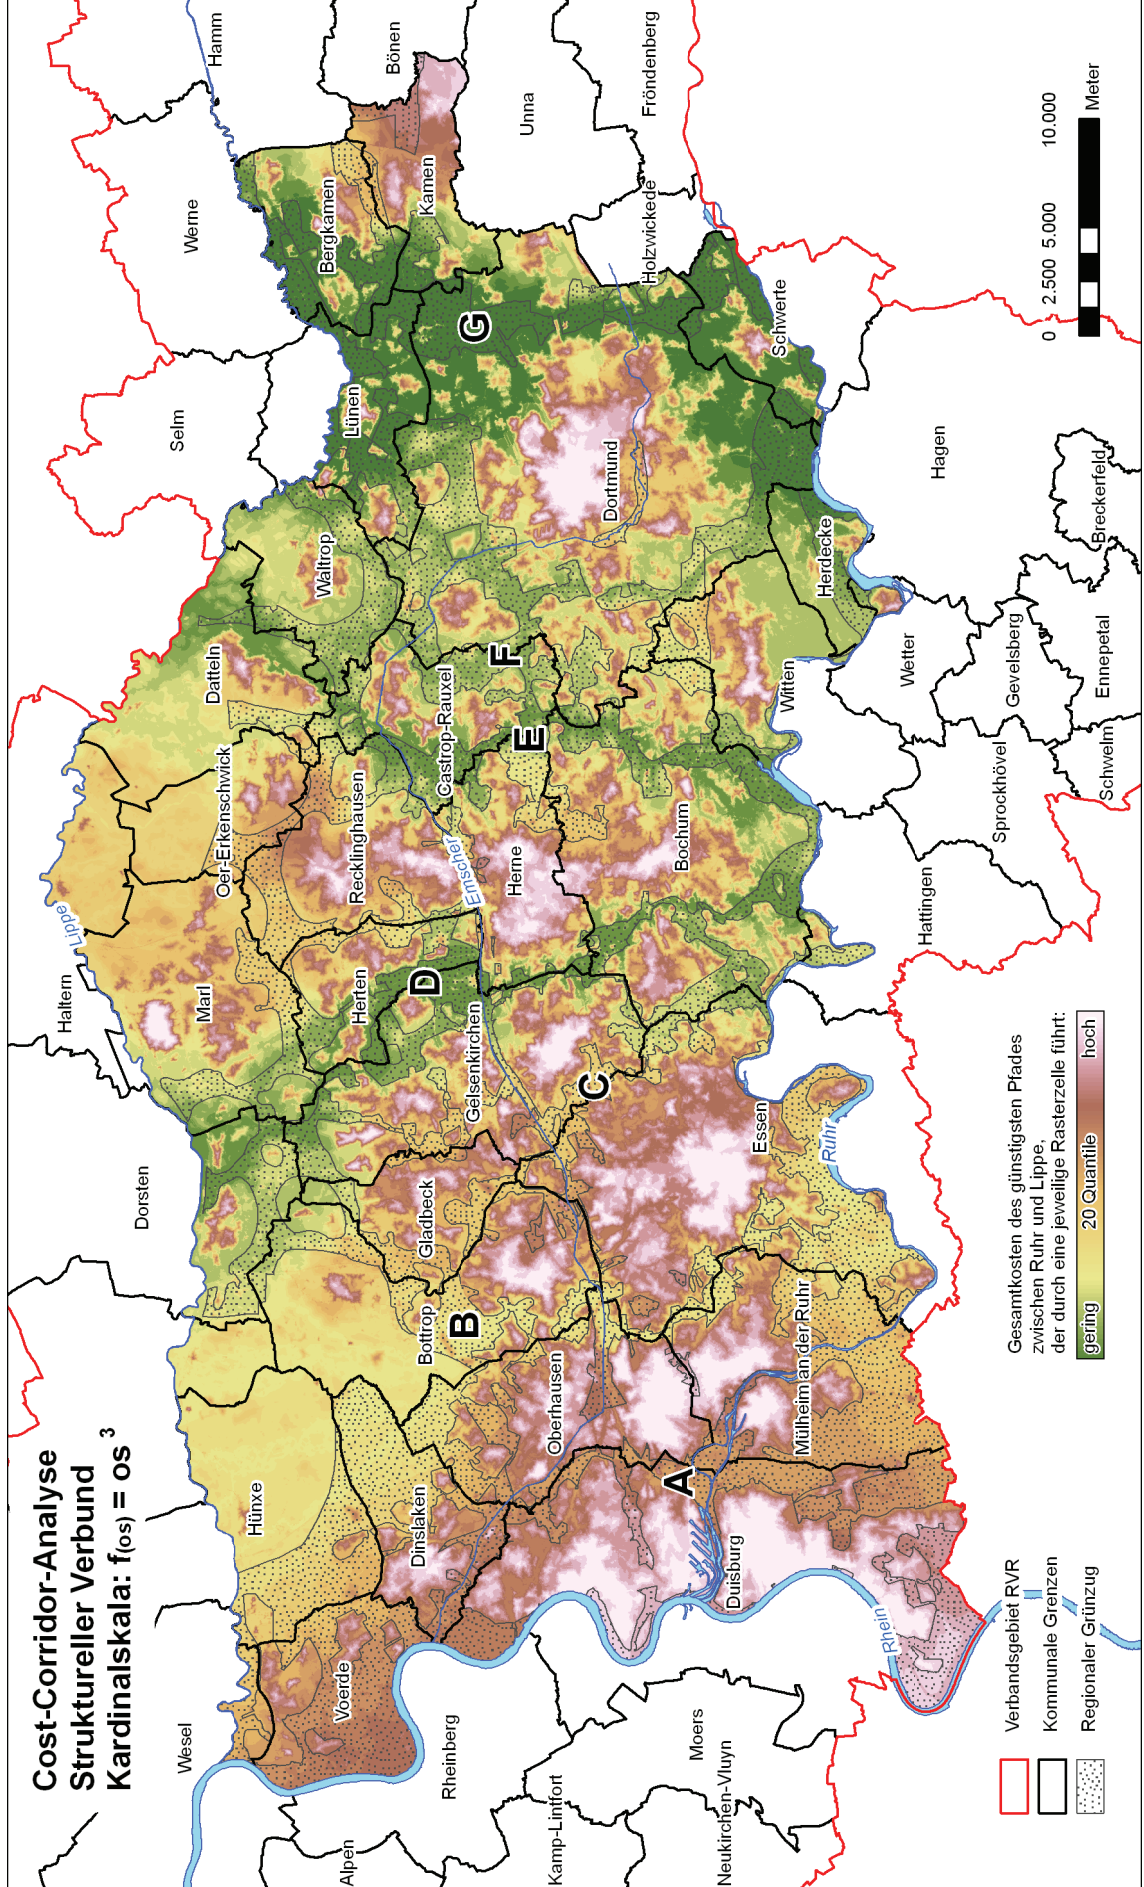 Cost-Corridor-Analyse
Struktureller Verbund
Kardinalskala: f(os) = os 3
Wesel
Hünxe
Dorsten
Haltern
Lippe
Marl
Oer-Erkenschwick
Datteln
Waltrop
Selm
Lünen
Werne
Hamm
Bergkamen
Bönen
Kamen
Unna
Fröndenberg
Holzwickede
Schwerte
Voerde
Dinslaken
Bottrop
B
Gladbeck
Gelsenkirchen
Herten
D
Recklinghausen
Emscher
Castrop-Rauxel
Herne
E
F
G
Dortmund
Alpen
Rheinberg
Kamp-Lintfort
Moers
Neukirchen-Vluyn
Oberhausen
A
Duisburg
Mülheim an der Ruhr
Essen
C
Ruhr
Bochum
Witten
Herdecke
Hagen
Wetter
Breckerfeld
Gevelsberg
Ennepetal
Schwelm
Sprockhövel
Hattingen
Rhein
Verbandsgebiet RVR
Kommunale Grenzen
Regionaler Grünzug
Gesamtkosten des günstigsten Pfades
zwischen Ruhr und Lippe,
der durch eine jeweilige Rasterzelle führt:
gering 20 Quantile hoch
0 2.500 5.000 10.000
Meter